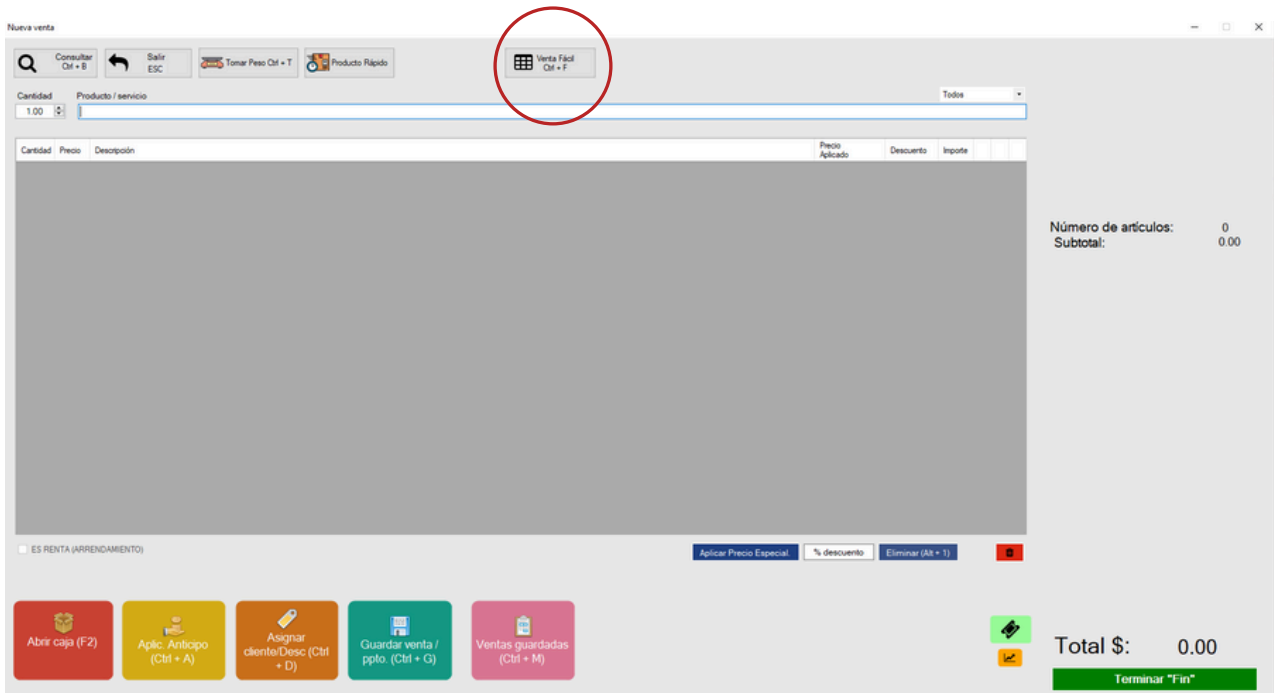 Nueva venta
Consultar
Ctrl + B
Salir
ESC
Tomar Peso Ctrl + T
Producto Rápido
Venta Fácil
Ctrl + F
Cantidad
Producto / servicio
Todos
1.00
Cantidad Precio Descripción Precio Aplicado Descuento Importe
Número de artículos: 0
Subtotal: 0.00
ES RENTA (ARRENDAMIENTO)
Aplicar Precio Especial.
% descuento
Eliminar (Alt + 1)
Abrir caja (F2)
Aplic. Anticipo
(Ctrl + A)
Asignar
cliente/Desc (Ctrl
+ D)
Guardar venta /
ppto. (Ctrl + G)
Ventas guardadas
(Ctrl + M)
Total $: 0.00
Terminar "Fin"